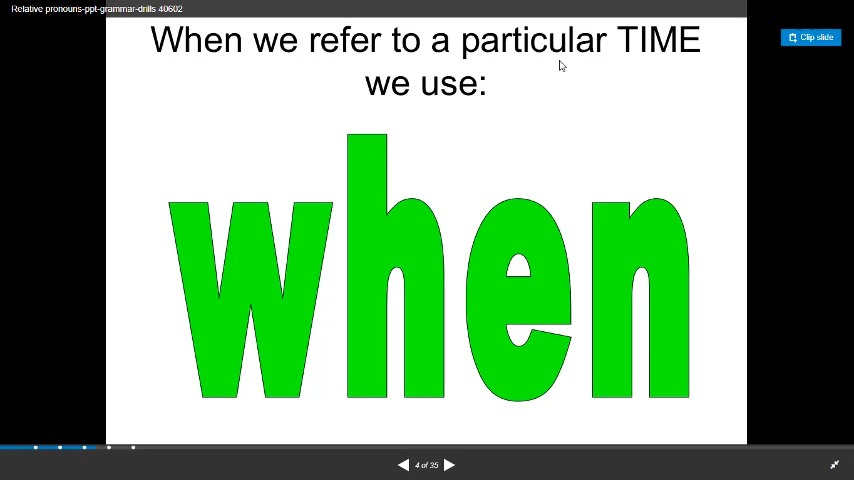 Relative pronouns-ppt-grammar-drills 40602
When we refer to a particular TIME
we use:
Clip slide
when
4 of 35